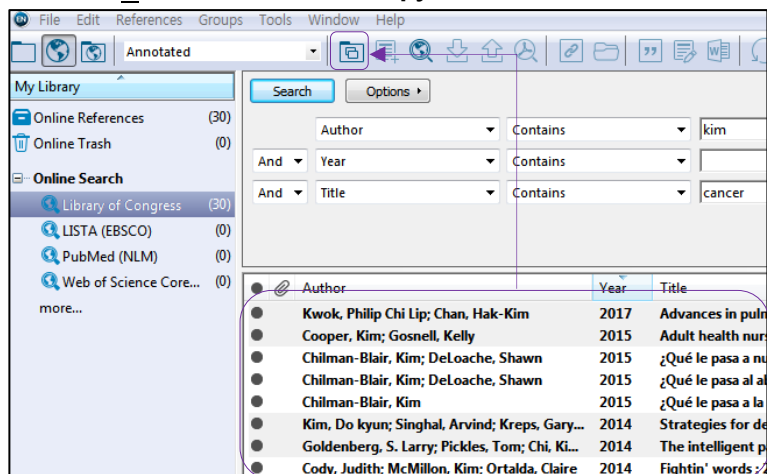 File Edit References Groups Tools Window Help
Annotated
My Library
Online References (30)
Online Trash (0)
Online Search
Library of Congress (30)
LISTA (EBSCO) (0)
PubMed (NLM) (0)
Web of Science Core... (0)
more...
Search Options
Author Contains kim
And Year Contains
And Title Contains cancer
Author Year Title
Kwok, Philip Chi Lip; Chan, Hak-Kim 2017 Advances in pulm
Cooper, Kim; Gosnell, Kelly 2015 Adult health nurs
Chilman-Blair, Kim; DeLoache, Shawn 2015 ¿Qué le pasa a nu
Chilman-Blair, Kim; DeLoache, Shawn 2015 ¿Qué le pasa al al
Chilman-Blair, Kim 2015 ¿Qué le pasa a la
Kim, Do kyun; Singhal, Arvind; Kreps, Gary... 2014 Strategies for de
Goldenberg, S. Larry; Pickles, Tom; Chi, Ki... 2014 The intelligent p
Cody, Judith; McMillon, Kim; Ortalda, Claire 2014 Fightin' words :